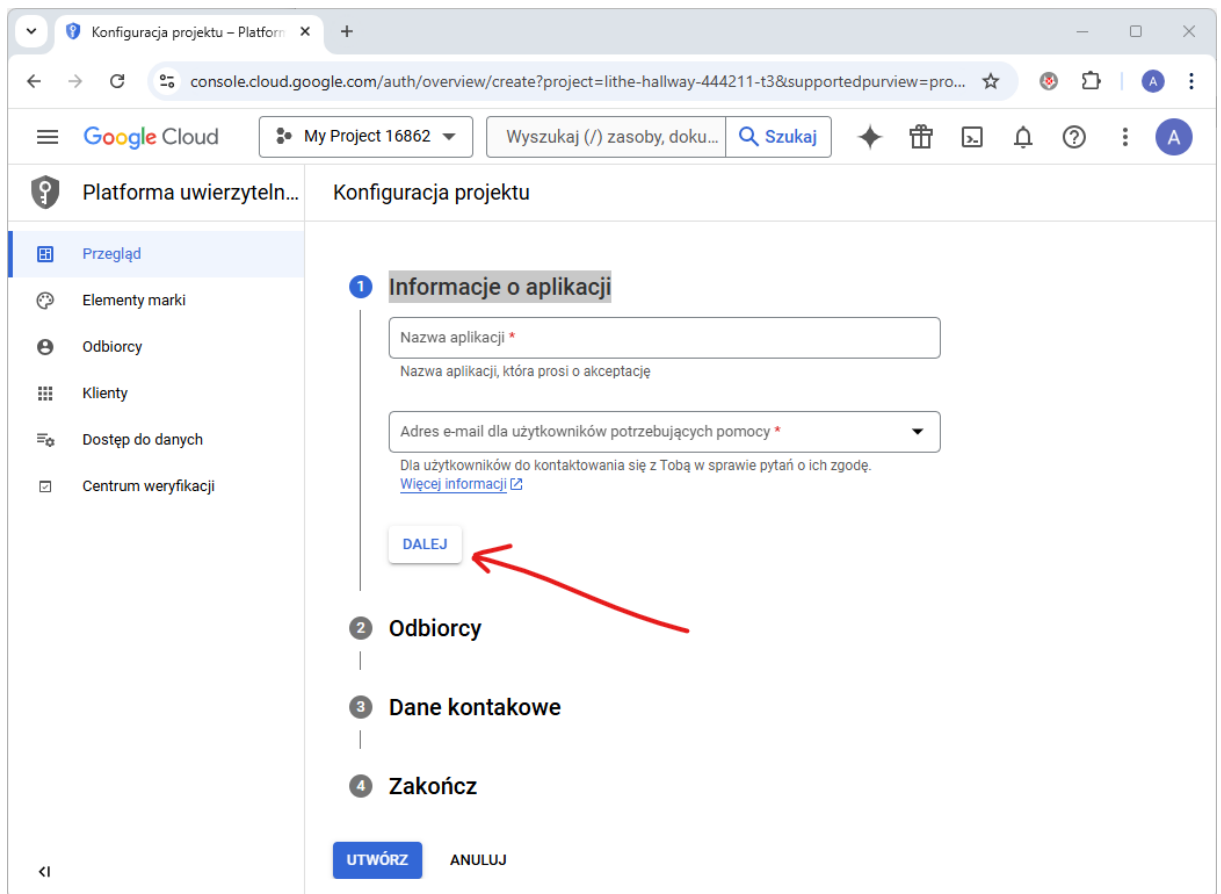 Konfiguracja projektu – Platforn
console.cloud.google.com/auth/overview/create?project=lithe-hallway-444211-t3&supportedpurview=pro...
A
Google Cloud
My Project 16862
Wyszukaj (/) zasoby, doku...
Szukaj
A
Platforma uwierzyteln...
Konfiguracja projektu
Przegląd
Elementy marki
Odbiorcy
Klienty
Dostęp do danych
Centrum weryfikacji
1 Informacje o aplikacji
Nazwa aplikacji *
Nazwa aplikacji, która prosi o akceptację
Adres e-mail dla użytkowników potrzebujących pomocy *
Dla użytkowników do kontaktowania się z Tobą w sprawie pytań o ich zgodę.
Więcej informacji
DALEJ
2 Odbiorcy
3 Dane kontakowe
4 Zakończ
UTWÓRZ
ANULUJ